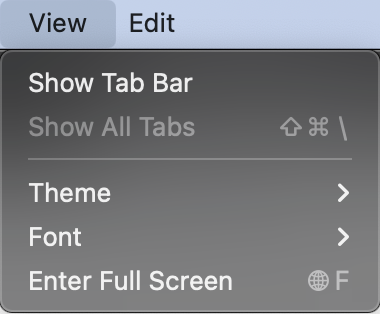 View Edit
Show Tab Bar
Show All Tabs ⇧⌘\
Theme
Font
Enter Full Screen 🌐F